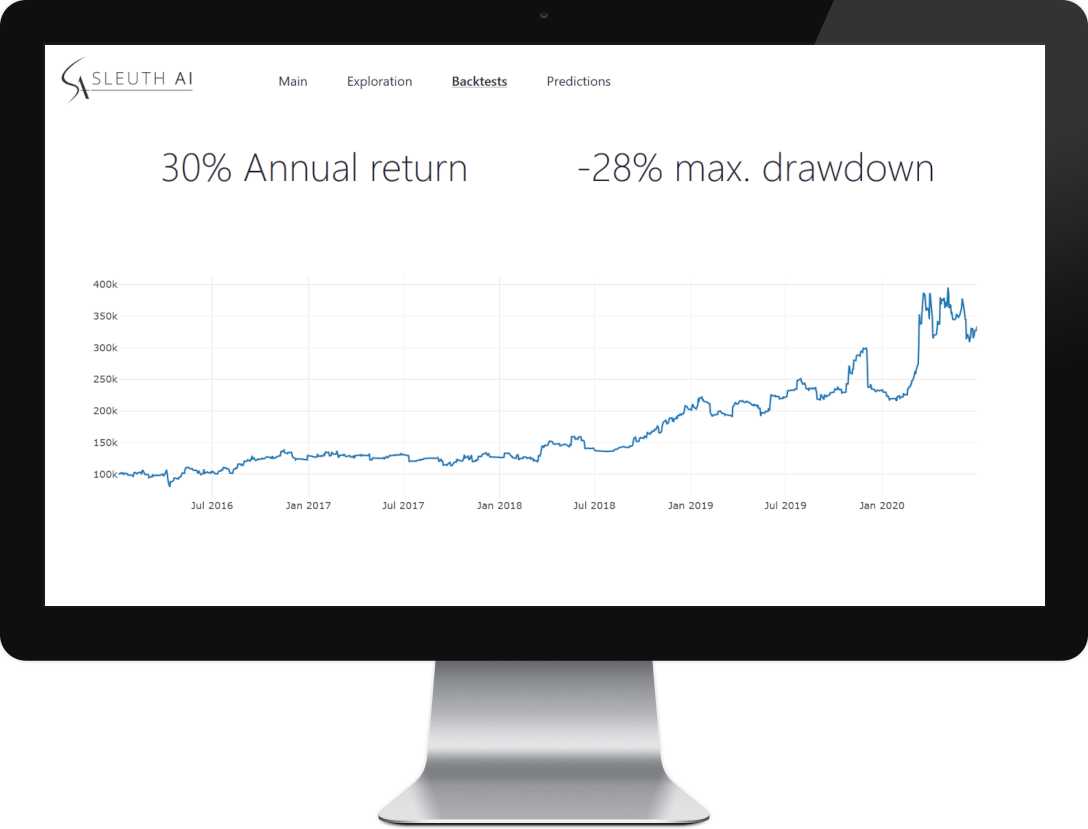 SLEUTH AI
Main Exploration Backtests Predictions
30% Annual return -28% max. drawdown
400k
350k
300k
250k
200k
150k
100k
Jul 2016 Jan 2017 Jul 2017 Jan 2018 Jul 2018 Jan 2019 Jul 2019 Jan 2020